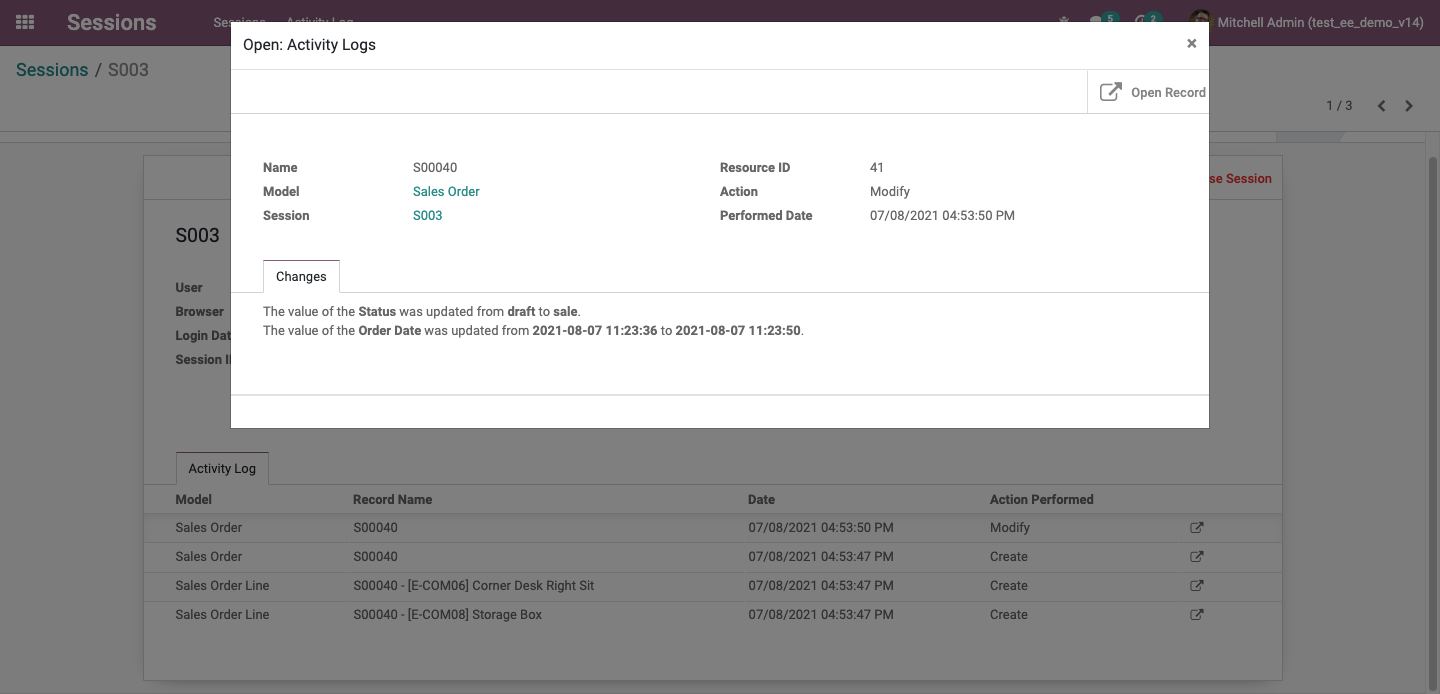 Sessions Sessions Activity Log 5 2 Mitchell Admin (test_ee_demo_v14)
Open: Activity Logs ×
Sessions / S003
Open Record
1 / 3
Name S00040 Resource ID 41
Model Sales Order Action Modify
se Session
Session S003 Performed Date 07/08/2021 04:53:50 PM
S003
Changes
User
The value of the Status was updated from draft to sale.
Browser
The value of the Order Date was updated from 2021-08-07 11:23:36 to 2021-08-07 11:23:50.
Login Dat
Session I
Activity Log
Model Record Name Date Action Performed
Sales Order S00040 07/08/2021 04:53:50 PM Modify
Sales Order S00040 07/08/2021 04:53:47 PM Create
Sales Order Line S00040 - [E-COM06] Corner Desk Right Sit 07/08/2021 04:53:47 PM Create
Sales Order Line S00040 - [E-COM08] Storage Box 07/08/2021 04:53:47 PM Create